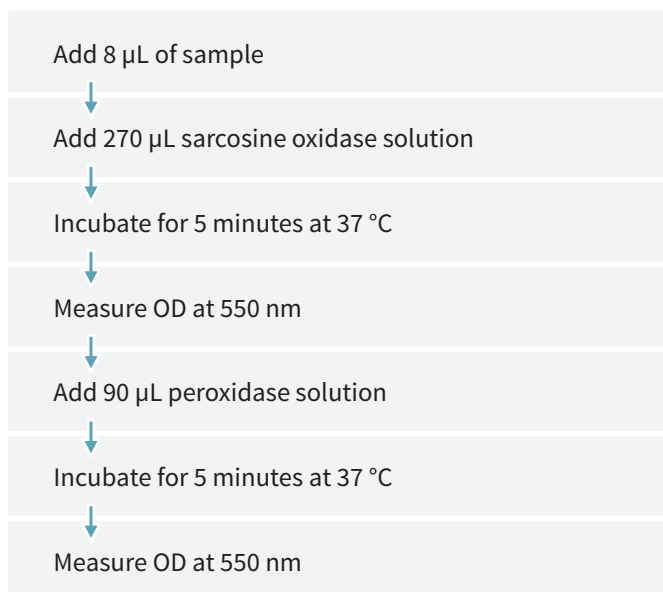 Add 8 µL of sample
Add 270 µL sarcosine oxidase solution
Incubate for 5 minutes at 37 °C
Measure OD at 550 nm
Add 90 µL peroxidase solution
Incubate for 5 minutes at 37 °C
Measure OD at 550 nm